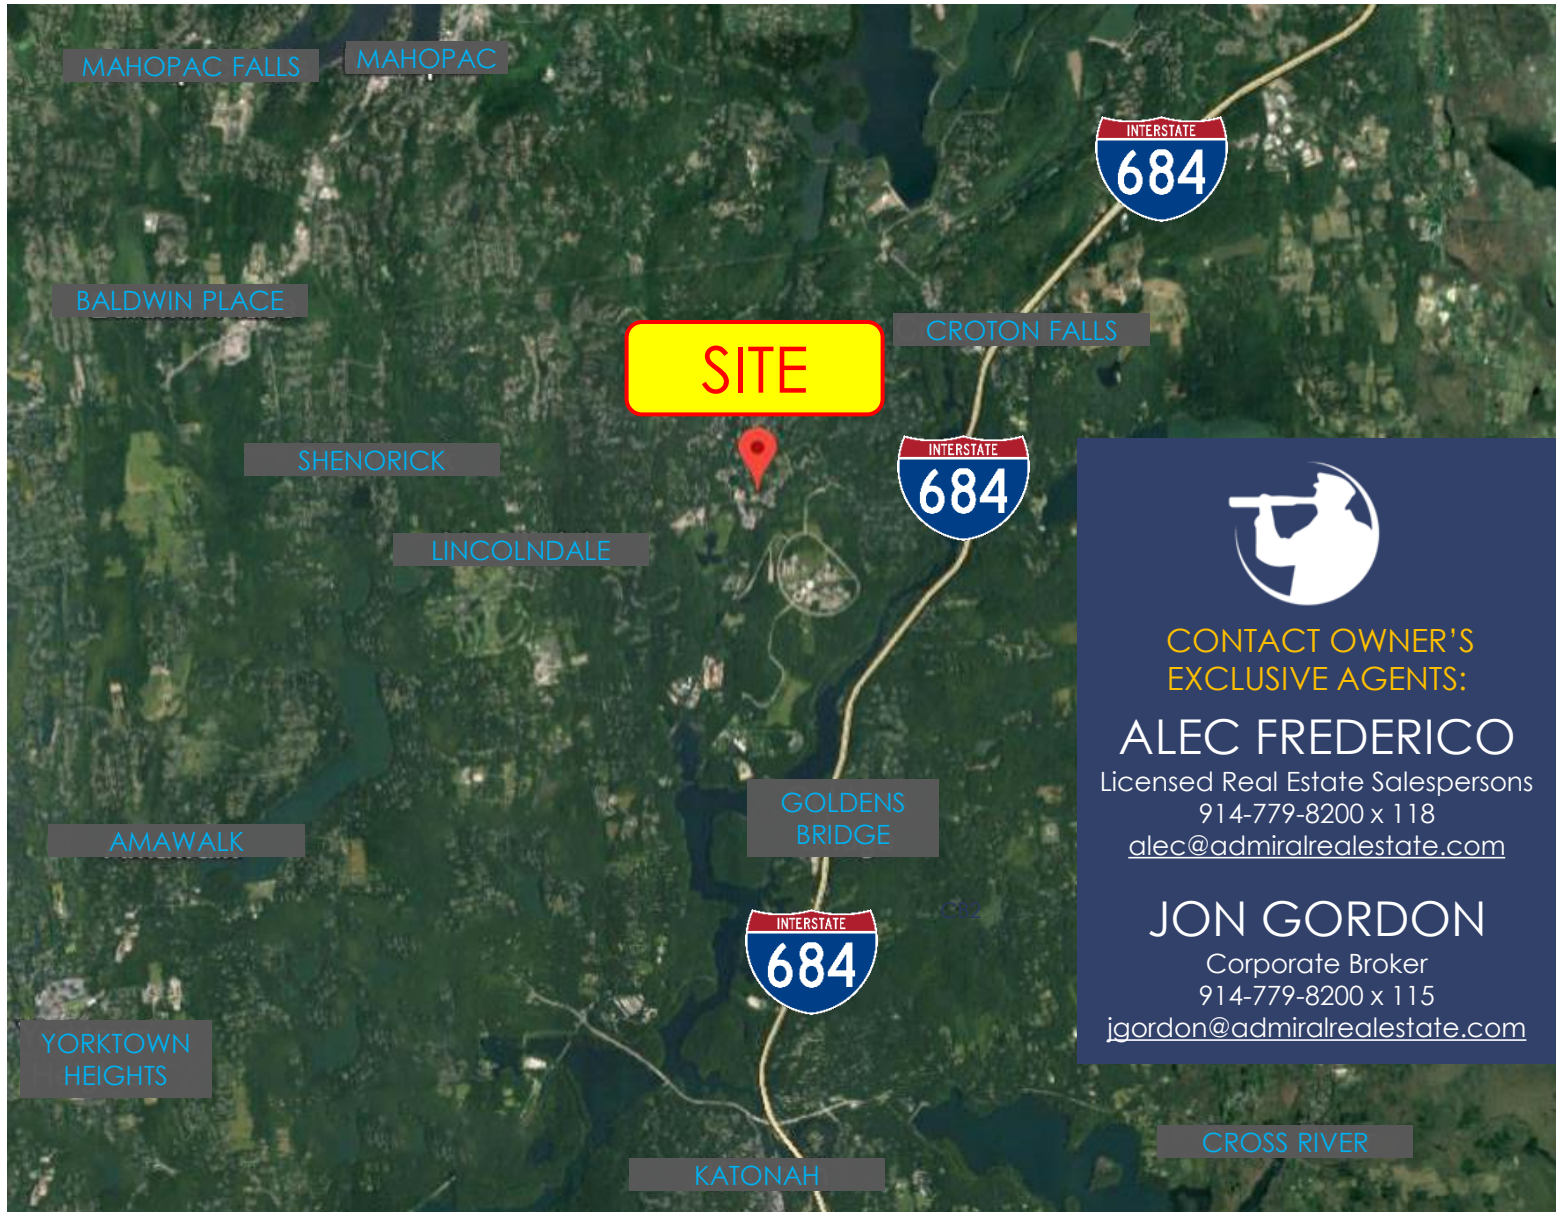 MAHOPAC FALLS
MAHOPAC
INTERSTATE
684
BALDWIN PLACE
CROTON FALLS
SITE
SHENORICK
INTERSTATE
684
LINCOLNDALE
CONTACT OWNER'S
EXCLUSIVE AGENTS:
ALEC FREDERICO
Licensed Real Estate Salespersons
914-779-8200 x 118
alec@admiralrealestate.com
GOLDENS
BRIDGE
AMAWALK
JON GORDON
Corporate Broker
914-779-8200 x 115
jgordon@admiralrealestate.com
INTERSTATE
684
YORKTOWN
HEIGHTS
CROSS RIVER
KATONAH